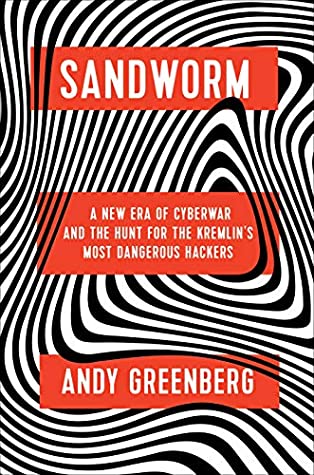 SANDWORM
A NEW ERA OF CYBERWAR
AND THE HUNT FOR THE KREMLIN'S
MOST DANGEROUS HACKERS
ANDY GREENBERG